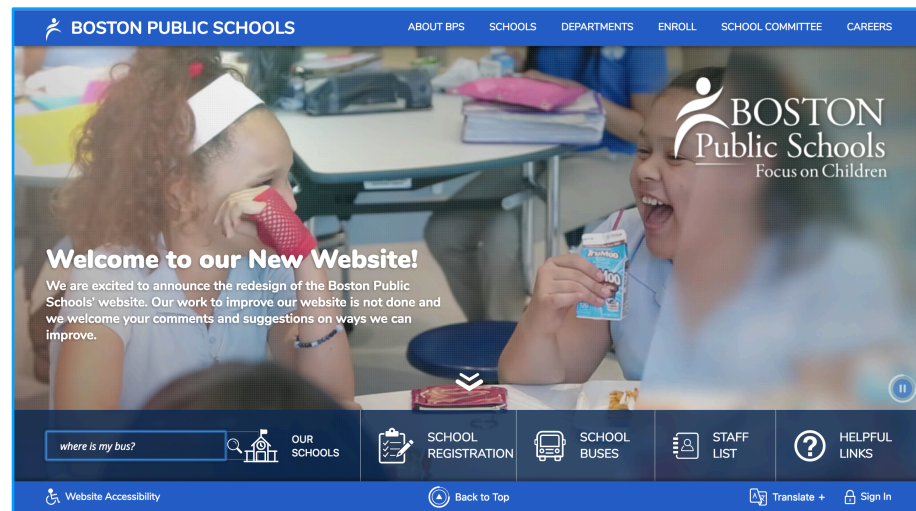 BOSTON PUBLIC SCHOOLS
ABOUT BPS
SCHOOLS
DEPARTMENTS
ENROLL
SCHOOL COMMITTEE
CAREERS
BOSTON
Public Schools
Focus on Children
TruMoo
Welcome to our New Website!
We are excited to announce the redesign of the Boston Public
Schools' website. Our work to improve our website is not done and
we welcome your comments and suggestions on ways we can
improve.
where is my bus?
OUR
SCHOOLS
SCHOOL
REGISTRATION
SCHOOL
BUSES
STAFF
LIST
?
HELPFUL
LINKS
Website Accessibility
Back to Top
Translate +
Sign In